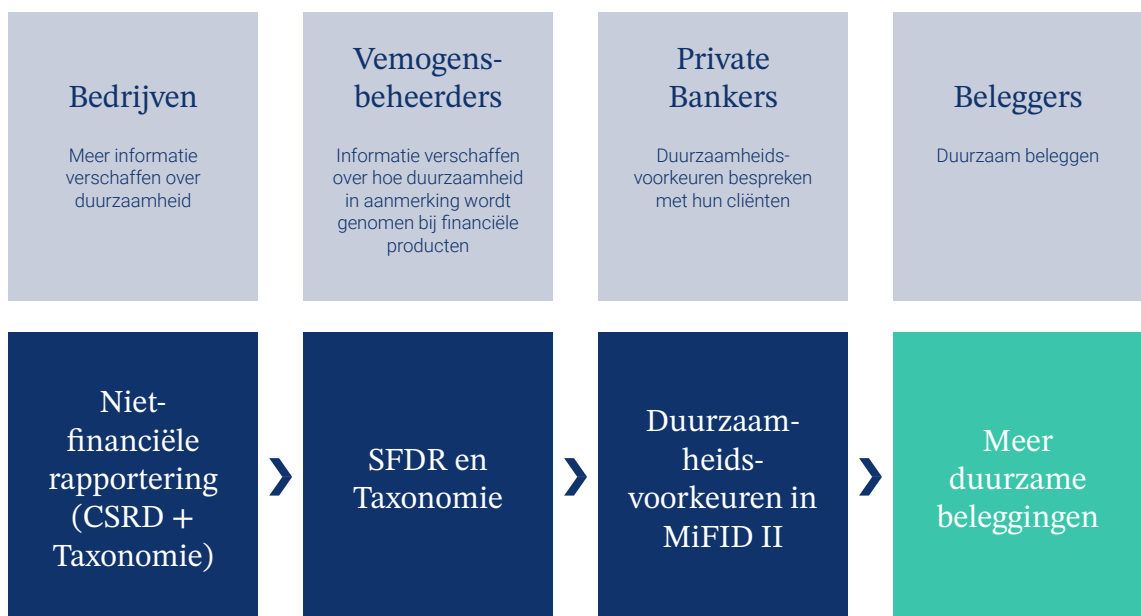 Bedrijven
Meer informatie
verschaffen over
duurzaamheid
Vemogens-
beheerders
Informatie verschaffen
over hoe duurzaamheid
in aanmerking wordt
genomen bij financiële
producten
Private
Bankers
Duurzaamheids-
voorkeuren bespreken
met hun cliënten
Beleggers
Duurzaam beleggen
Niet-
financiële
rapportering
(CSRD +
Taxonomie)
SFDR en
Taxonomie
Duurzaam-
heids-
voorkeuren in
MiFID II
Meer
duurzame
beleggingen